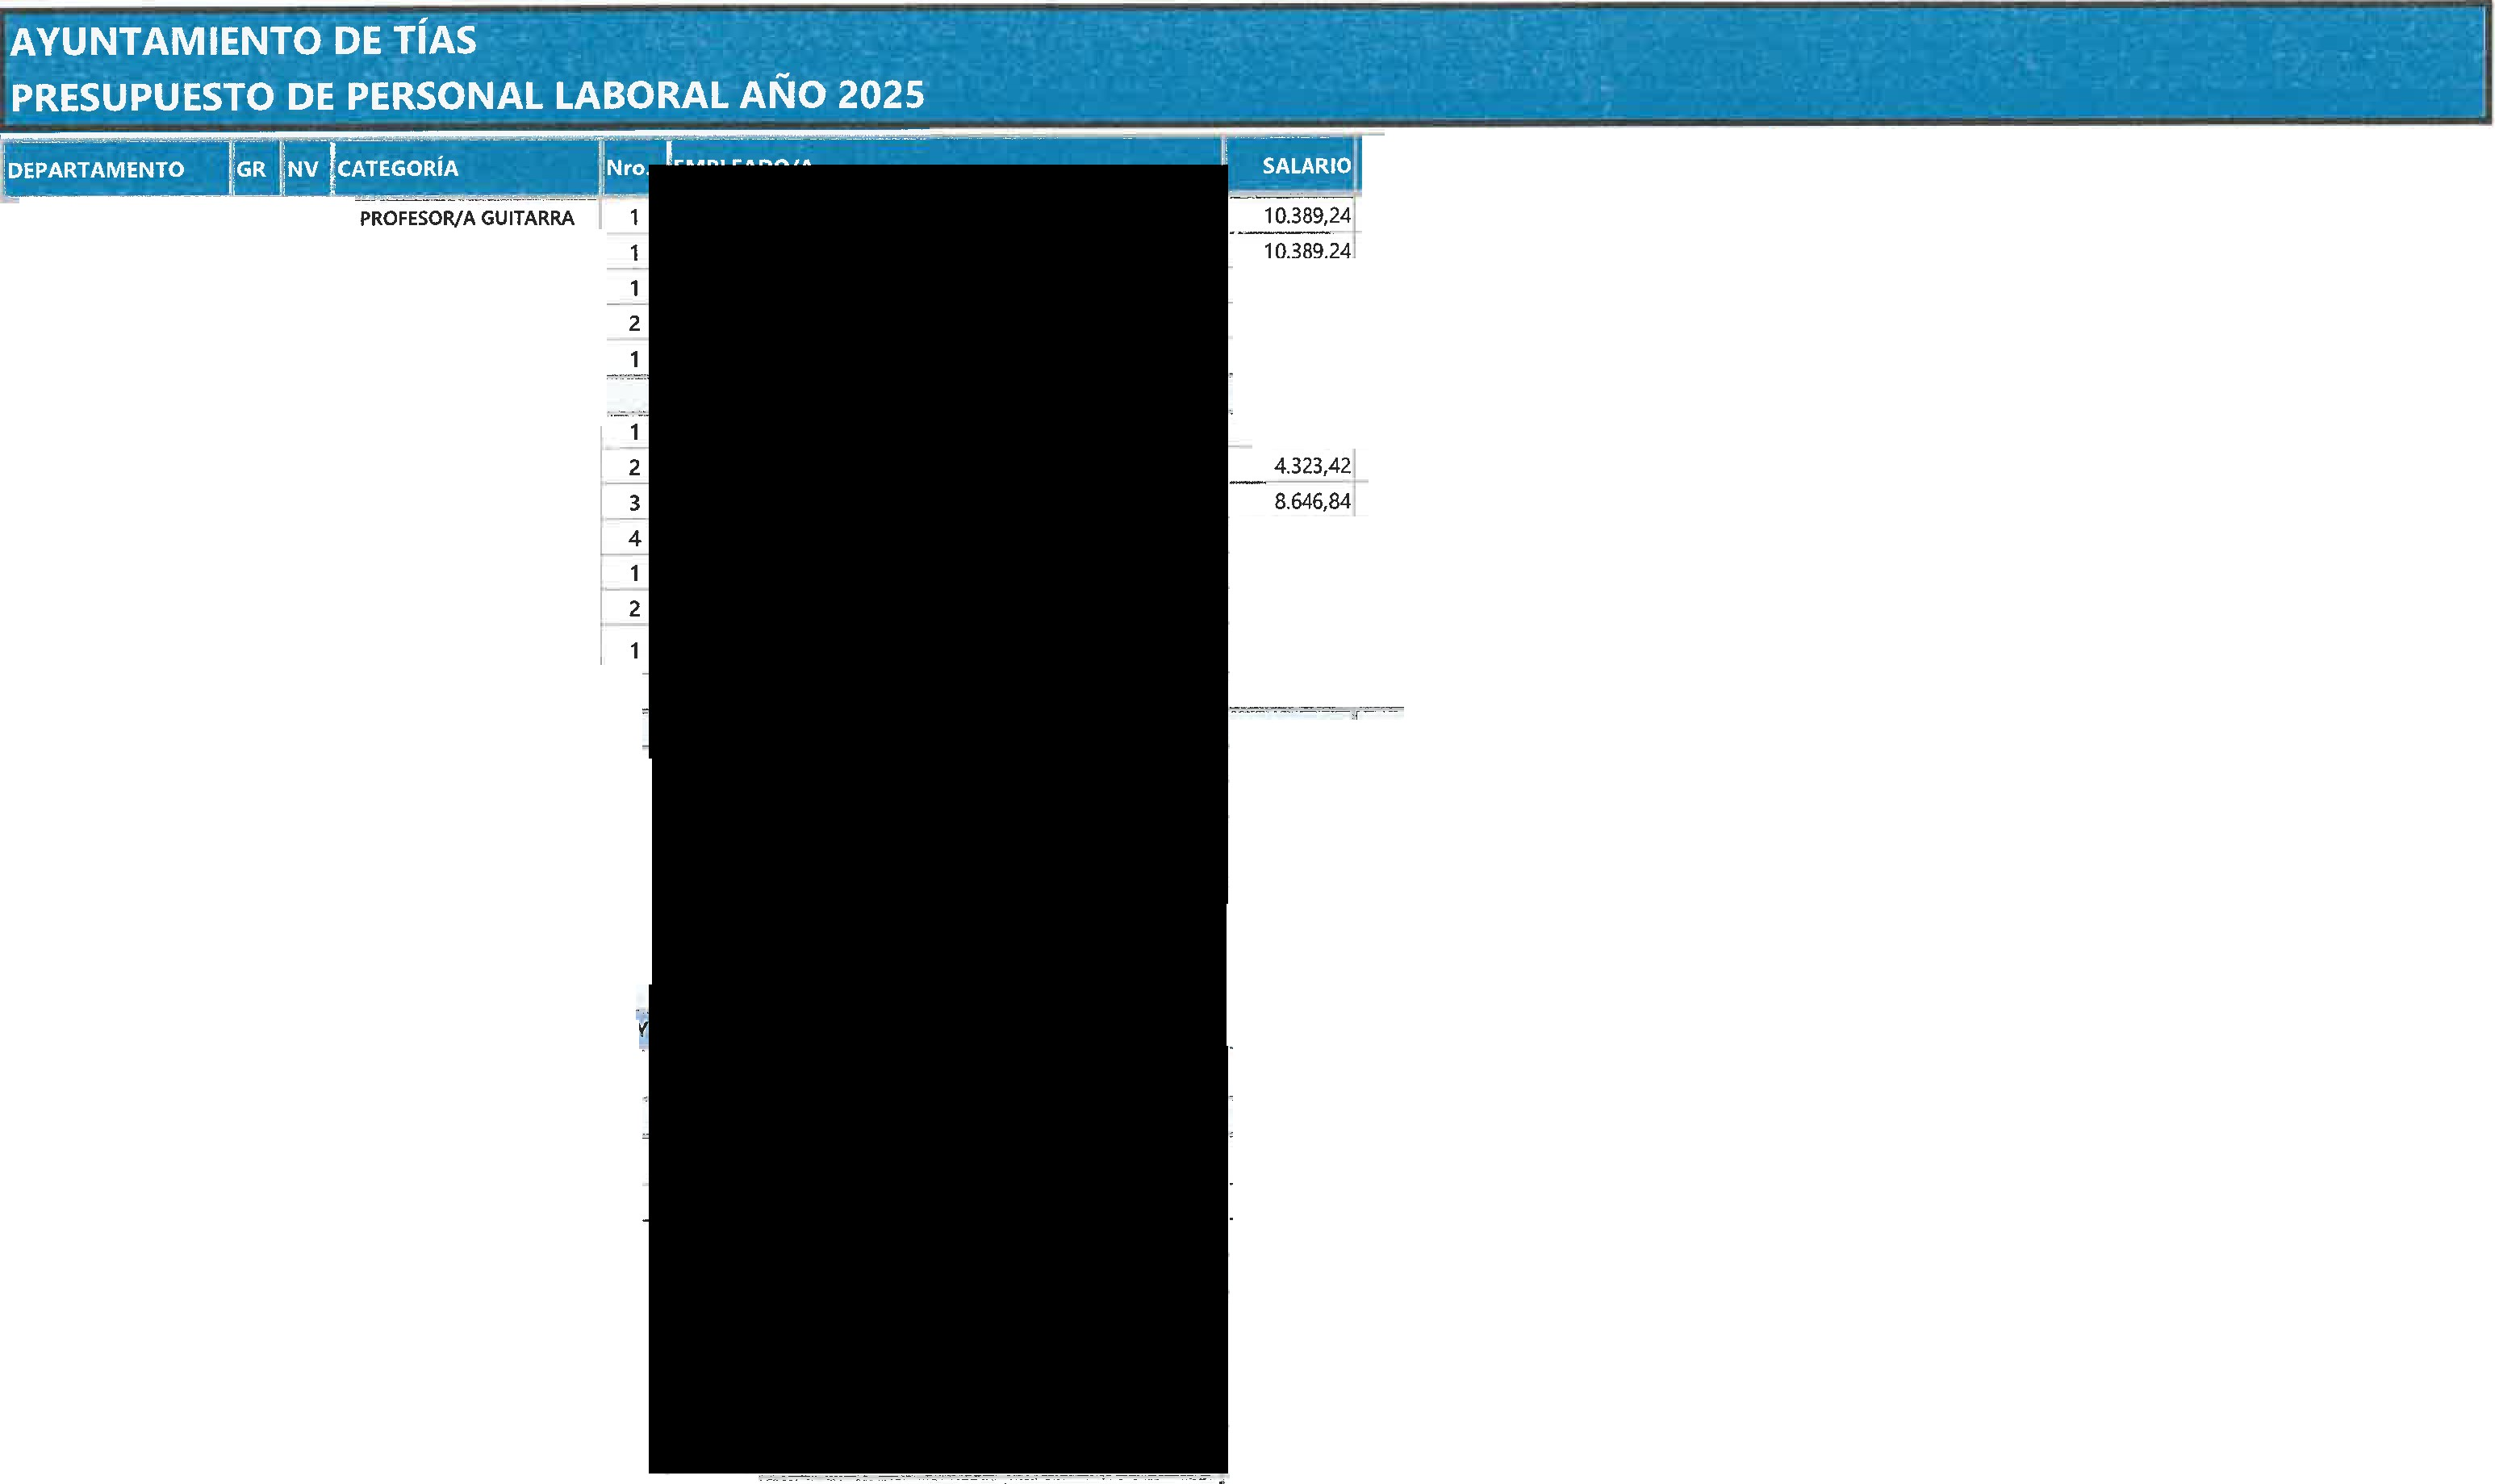 AYUNTAMIENTO DE TÍAS
PRESUPUESTO DE PERSONAL LABORAL AÑO 2025
DEPARTAMENTO GR NV CATEGORÍA Nro. EMPLEADO/A SALARIO
PROFESOR/A GUITARRA 1 10.389,24
1 10.389.24
1
2
1
1
2 4.323,42
3 8.646,84
4
1
2
1
Y